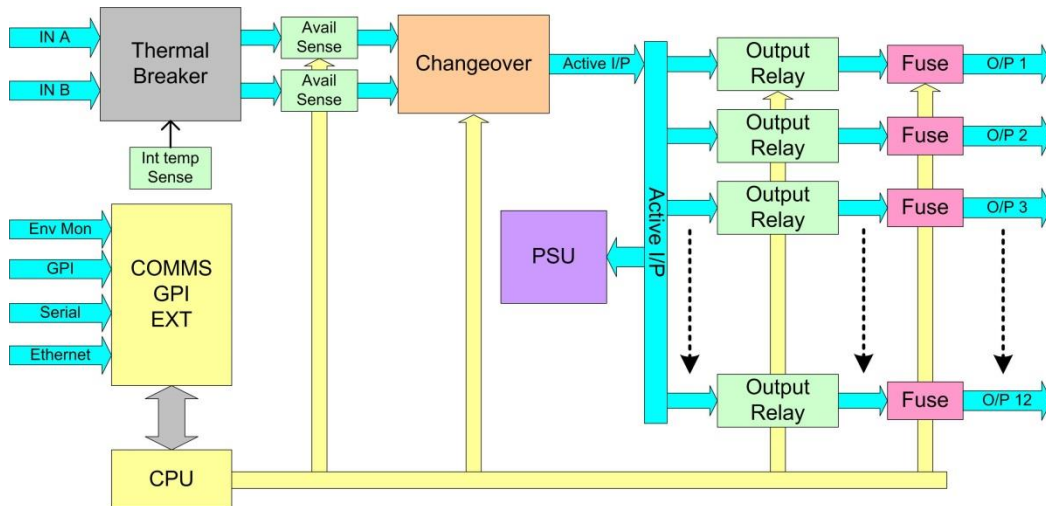 IN A
IN B
Thermal
Breaker
Int temp
Sense
Avail
Sense
Avail
Sense
Changeover
Active I/P
Active I/P
PSU
Output
Relay
Fuse
O/P 1
Output
Relay
Fuse
O/P 2
Output
Relay
Fuse
O/P 3
Output
Relay
Fuse
O/P 12
Env Mon
GPI
Serial
Ethernet
COMMS
GPI
EXT
CPU